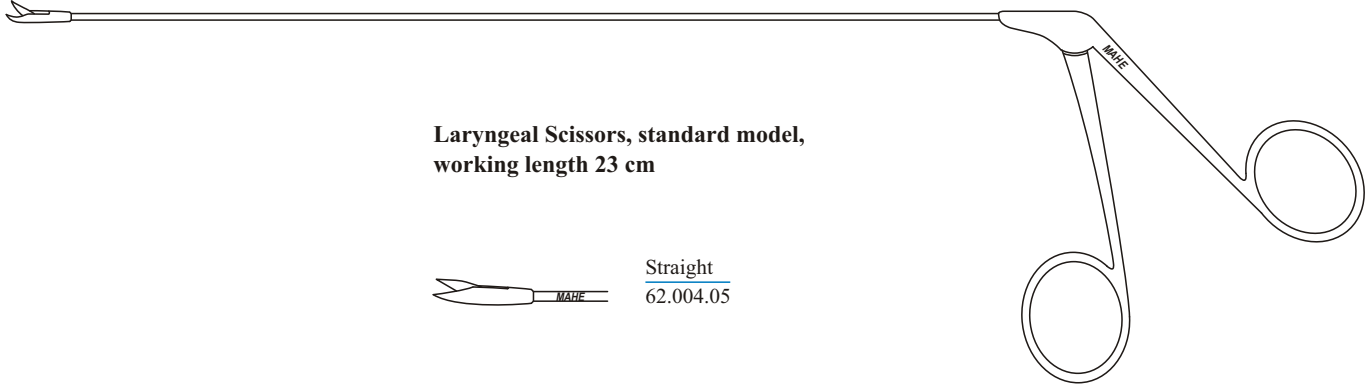 MAHE
Laryngeal Scissors, standard model,
working length 23 cm
Straight
MAHE
62.004.05